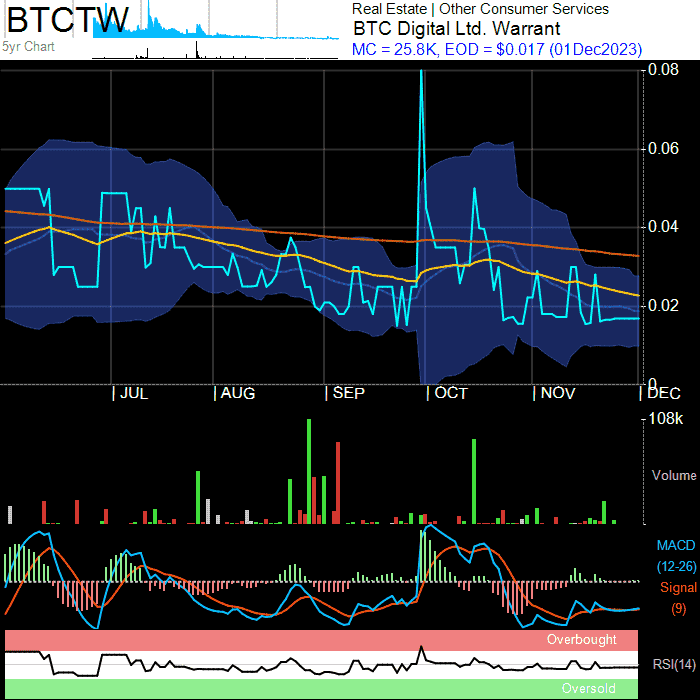 BTCTW
5yr Chart
Real Estate | Other Consumer Services
BTC Digital Ltd. Warrant
MC = 25.8K, EOD = $0.017 (01Dec2023)
0.08
0.06
0.04
0.02
0
JUL AUG SEP OCT NOV DEC
108k
Volume
MACD
(12-26)
Signal
(9)
Overbought
RSI(14)
Oversold